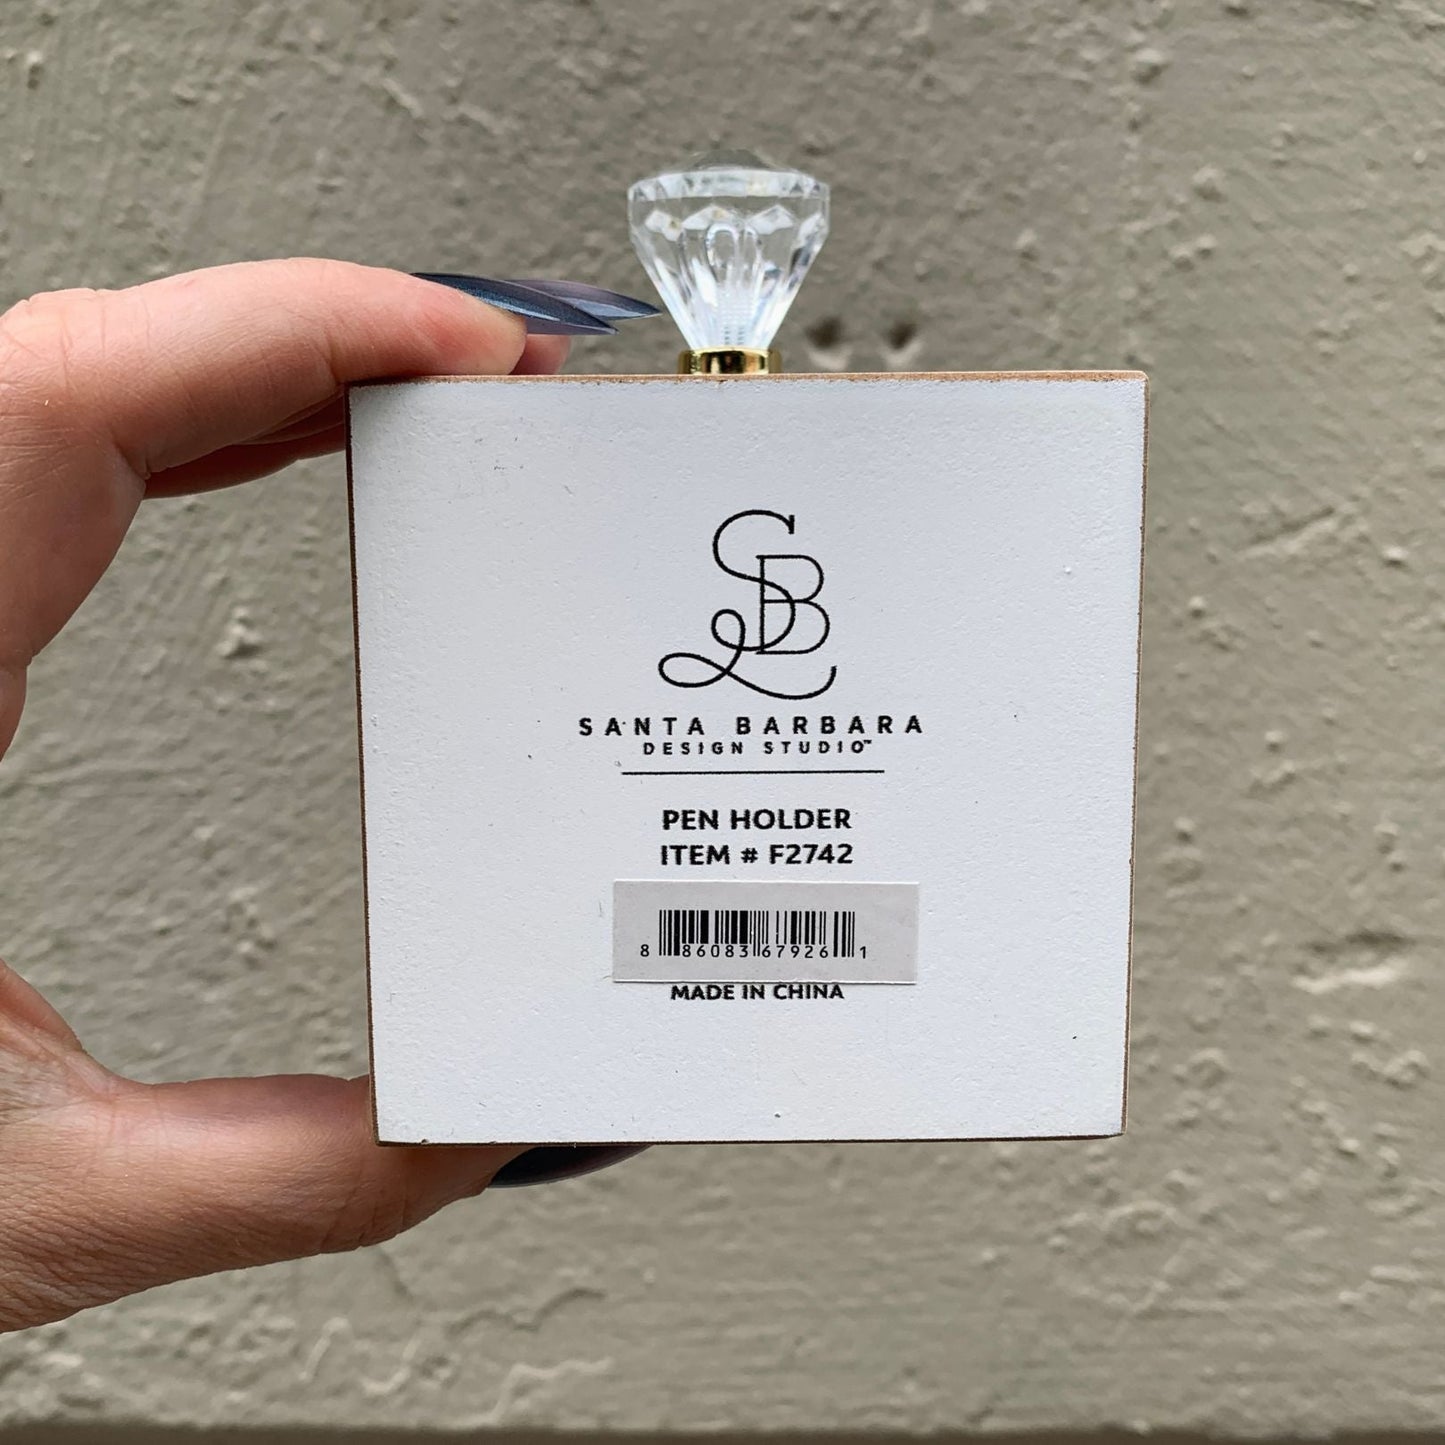 SB
SANTA BARBARA
DESIGN STUDIO™
PEN HOLDER
ITEM # F2742
8 86083 67926 1
MADE IN CHINA